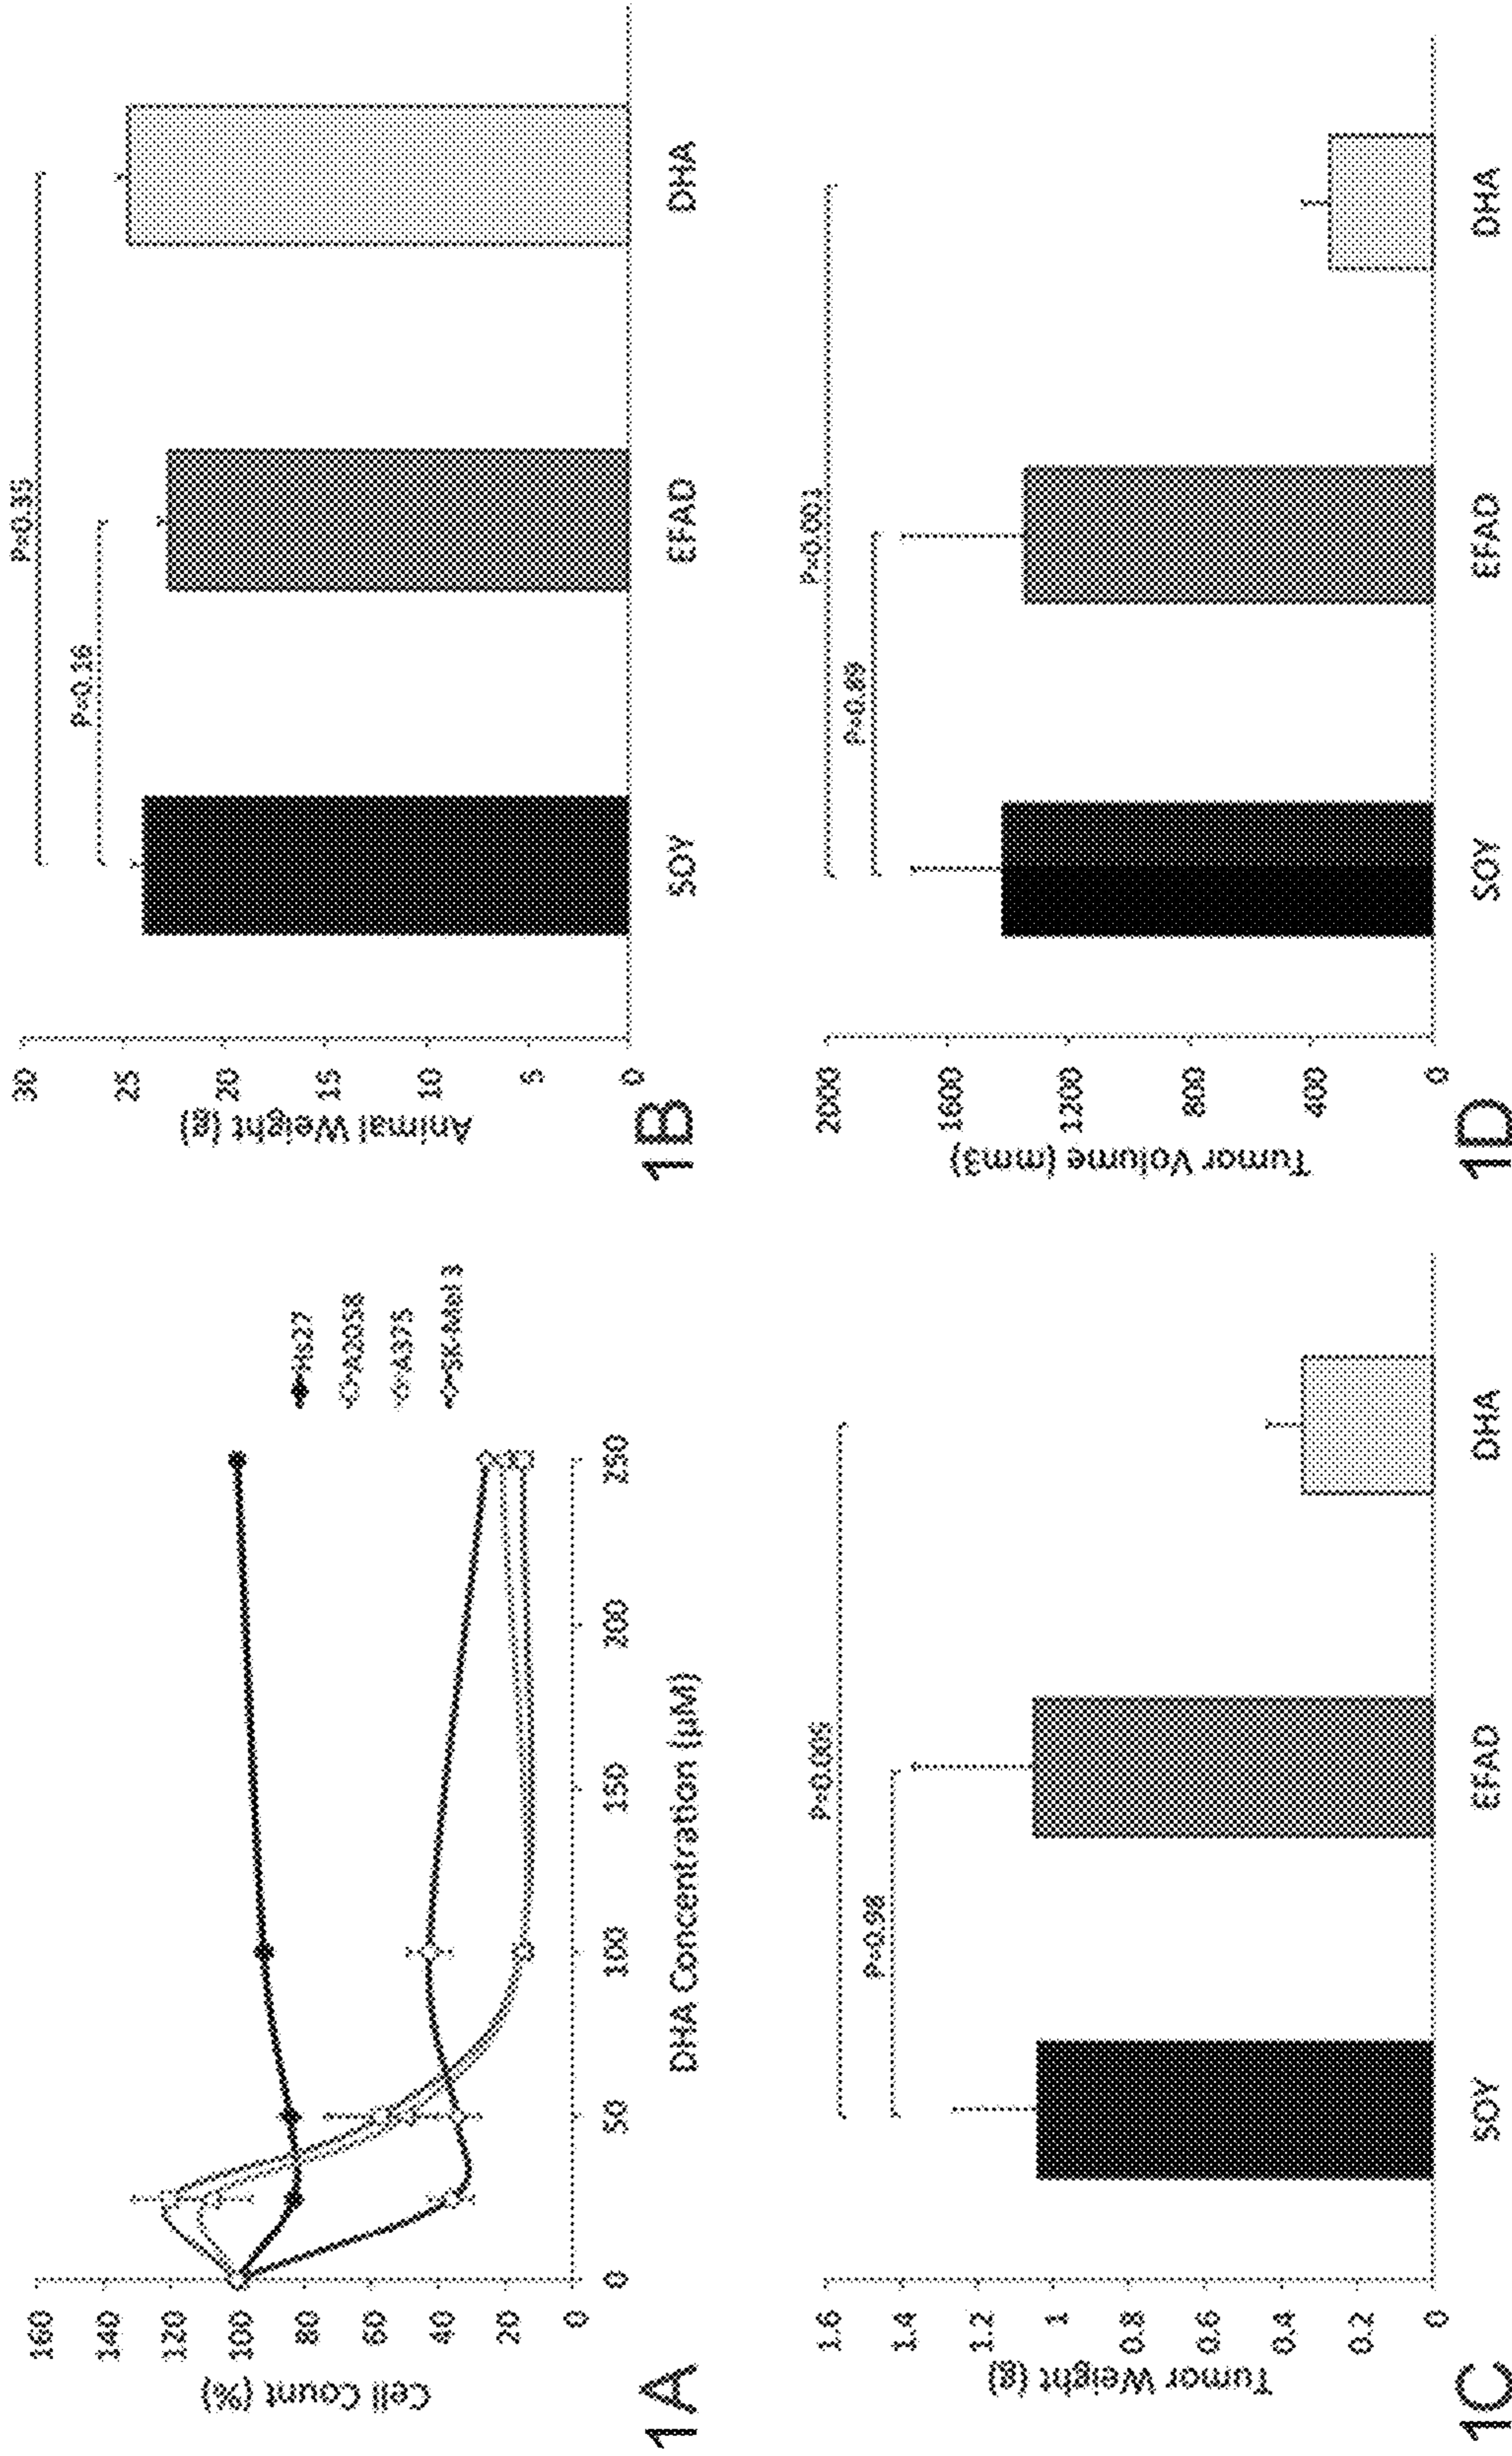 160
140
120
100
80
60
40
20
0
Cell Count (%)
0
50
100
150
200
250
DHA Concentration (µM)
Hs27
A2058
A375
SK-Mel 3
1A
30
25
20
15
10
5
0
Animal Weight (g)
P=0.35
P=0.16
SOY
EFAD
DHA
1B
1.6
1.4
1.2
1
0.8
0.6
0.4
0.2
0
Tumor Weight (g)
P=0.005
P=0.98
SOY
EFAD
DHA
1C
2000
1600
1200
800
400
0
Tumor Volume (mm3)
P=0.001
P=0.89
SOY
EFAD
DHA
1D